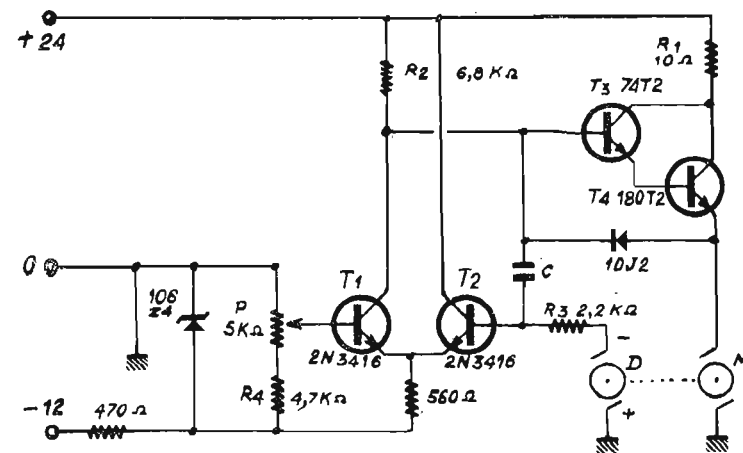 + 24
R2
6,8 KΩ
R1
10 Ω
T3 74T2
T4 180T2
0
106
Z4
P
5KΩ
T1
T2
C
1DJ2
R3 2,2 KΩ
2N3416
2N3416
D
M
-
+
R4
4,7KΩ
560 Ω
-12
470 Ω